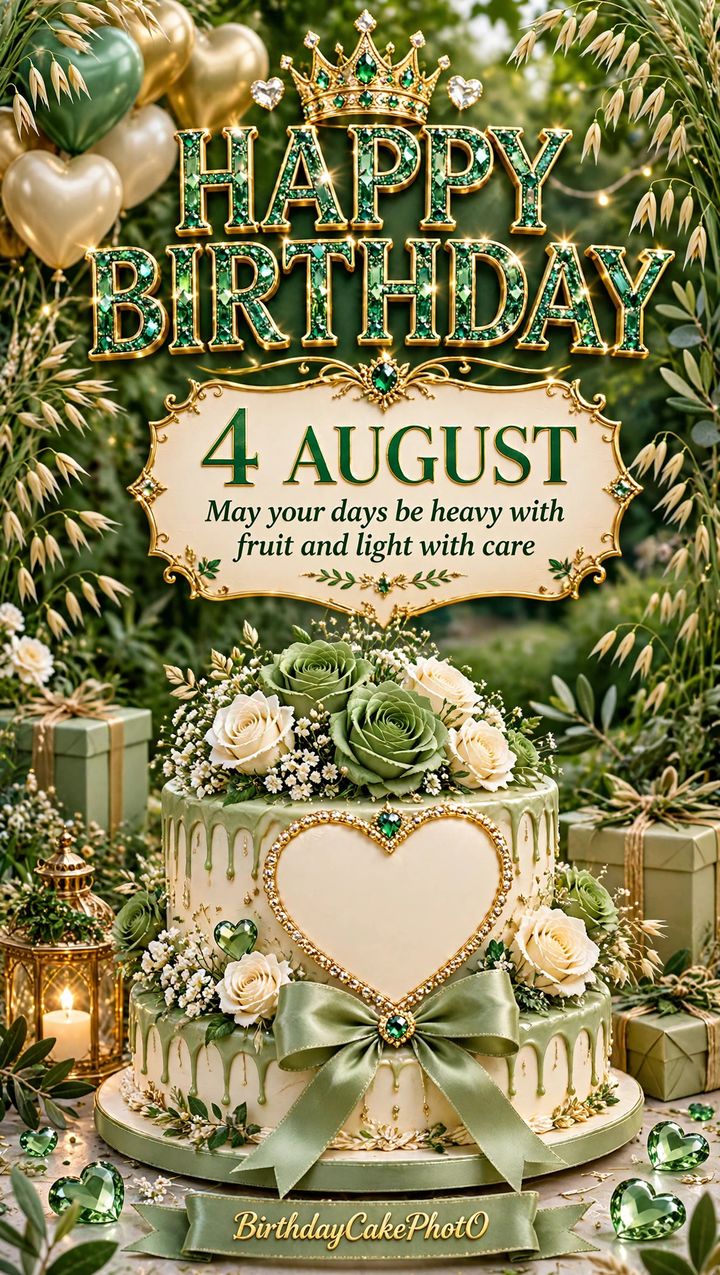 HAPPY
BIRTHDAY
4 AUGUST
May your days be heavy with
fruit and light with care
BirthdayCakePhotO